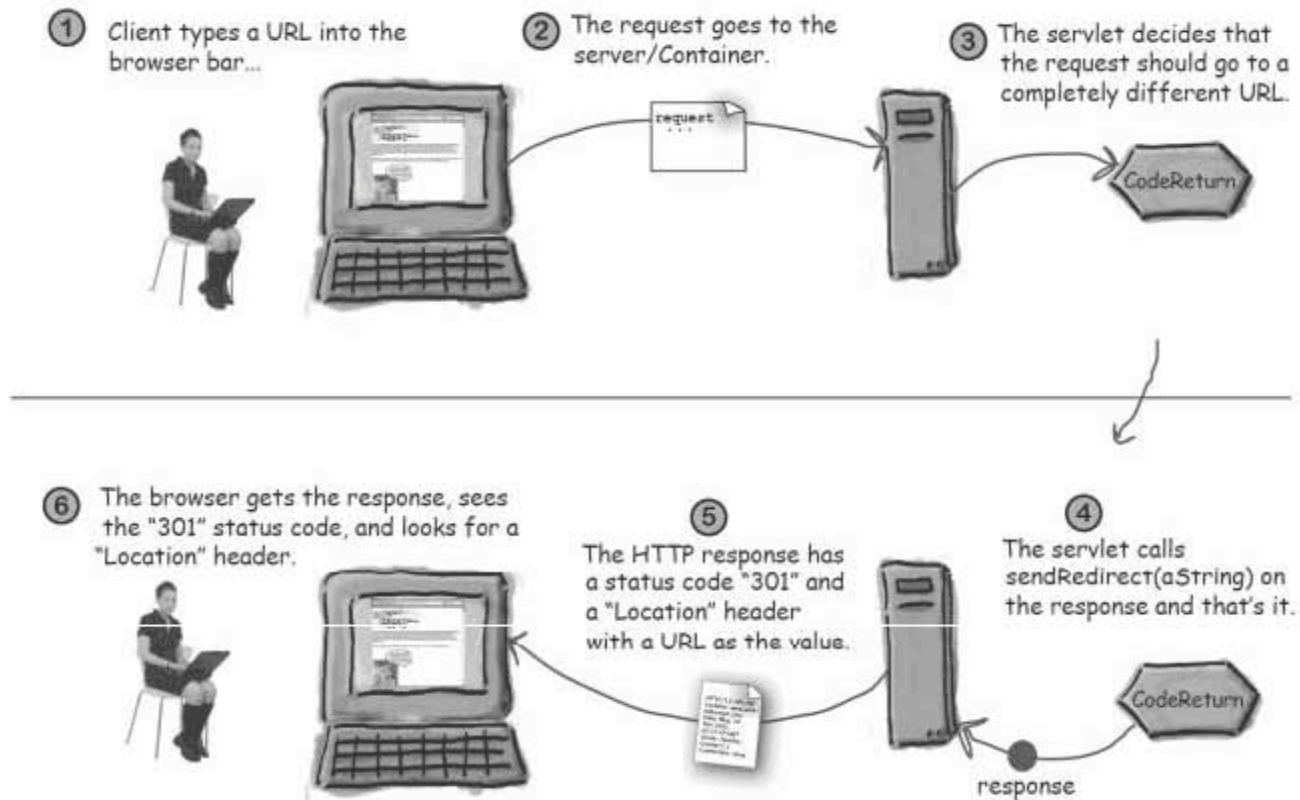 1
Client types a URL into the
browser bar...
2
The request goes to the
server/Container.
3
The servlet decides that
the request should go to a
completely different URL.
request
. . .
CodeReturn
6
The browser gets the response, sees
the “301” status code, and looks for a
“Location” header.
5
The HTTP response has
a status code “301” and
a “Location” header
with a URL as the value.
4
The servlet calls
sendRedirect(aString) on
the response and that's it.
CodeReturn
response